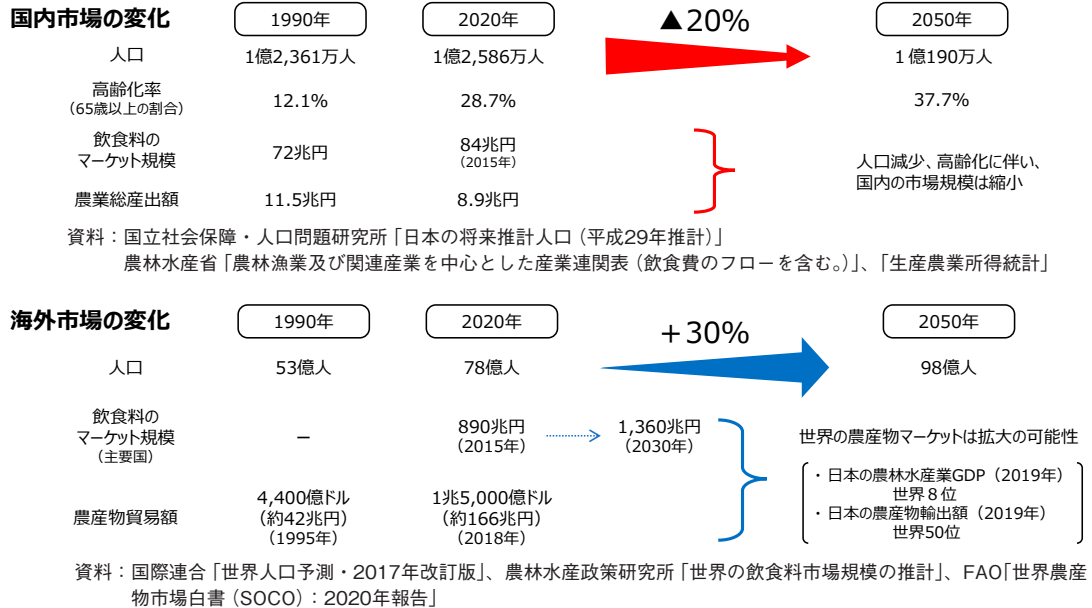 国内市場の変化 1990年 2020年 ▲20% 2050年
人口 1億2,361万人 1億2,586万人 1億190万人
高齢化率
(65歳以上の割合) 12.1% 28.7% 37.7%
飲食料の
マーケット規模 72兆円 84兆円
(2015年)
人口減少、高齢化に伴い、
国内の市場規模は縮小
農業総産出額 11.5兆円 8.9兆円
資料:国立社会保障・人口問題研究所「日本の将来推計人口(平成29年推計)」
農林水産省「農林漁業及び関連産業を中心とした産業連関表(飲食費のフローを含む。)」、「生産農業所得統計」
海外市場の変化 1990年 2020年 +30% 2050年
人口 53億人 78億人 98億人
飲食料の
マーケット規模
(主要国) – 890兆円
(2015年)
1,360兆円
(2030年)
世界の農産物マーケットは拡大の可能性
農産物貿易額 4,400億ドル
(約42兆円)
(1995年)
1兆5,000億ドル
(約166兆円)
(2018年)
・日本の農林水産業GDP(2019年)
世界8位
・日本の農産物輸出額(2019年)
世界50位
資料:国際連合「世界人口予測・2017年改訂版」、農林水産政策研究所「世界の飲食料市場規模の推計」、FAO「世界農産
物市場白書(SOCO):2020年報告」